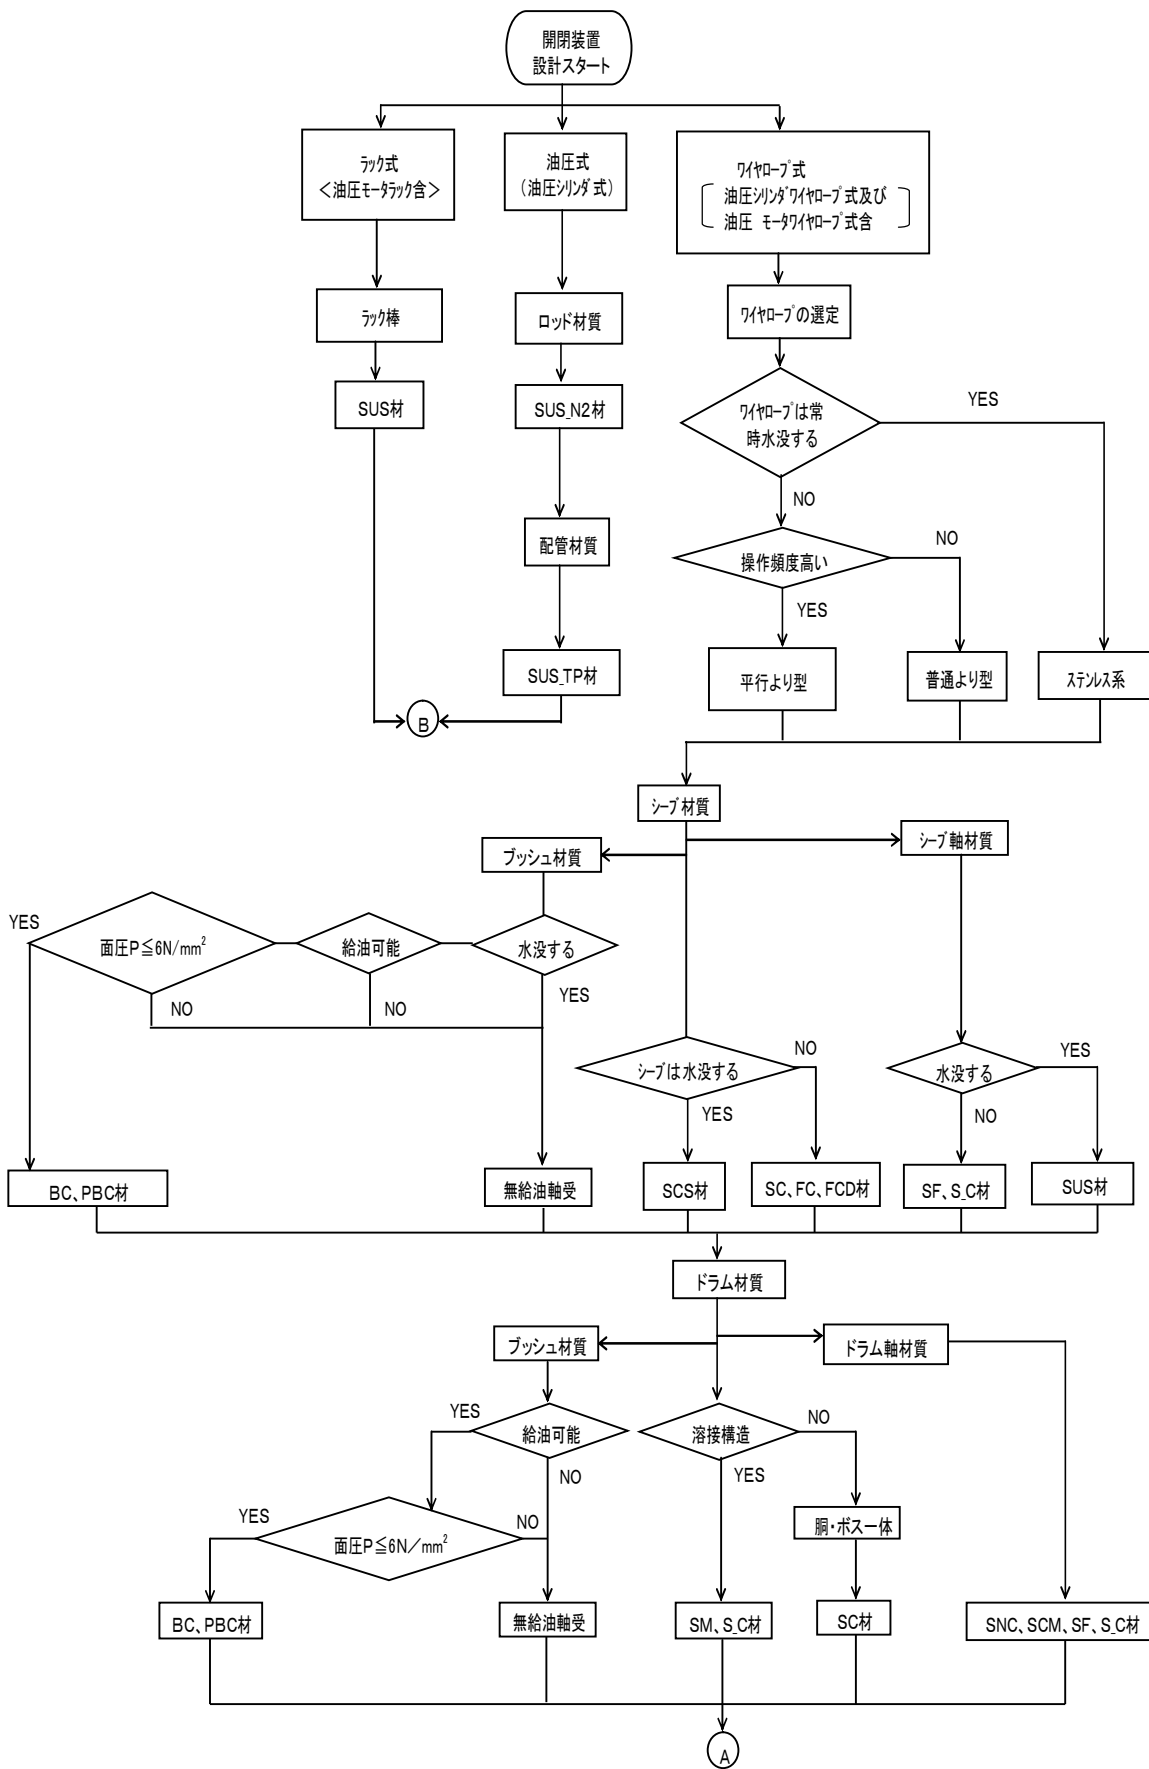 開閉装置
設計スタート
ラック式
＜油圧モータラック含＞
油圧式
（油圧シリンダ式）
ワイヤロープ式
油圧シリンダワイヤロープ式及び
油圧 モータワイヤロープ式含
ラック棒
ロッド材質
ワイヤロープの選定
SUS材
SUS_N2材
ワイヤロープは常
時水没する
YES
NO
配管材質
操作頻度高い
NO
YES
SUS_TP材
平行より型
普通より型
ステンレス系
B
シーブ材質
ブッシュ材質
シーブ軸材質
YES
面圧P≦6N/mm²
給油可能
水没する
NO
NO
YES
シーブは水没する
NO
YES
水没する
YES
NO
BC、PBC材
無給油軸受
SCS材
SC、FC、FCD材
SF、S_C材
SUS材
ドラム材質
ブッシュ材質
ドラム軸材質
YES
給油可能
NO
溶接構造
NO
YES
YES
面圧P≦6N／mm²
NO
胴・ボス一体
BC、PBC材
無給油軸受
SM、S_C材
SC材
SNC、SCM、SF、S_C材
A